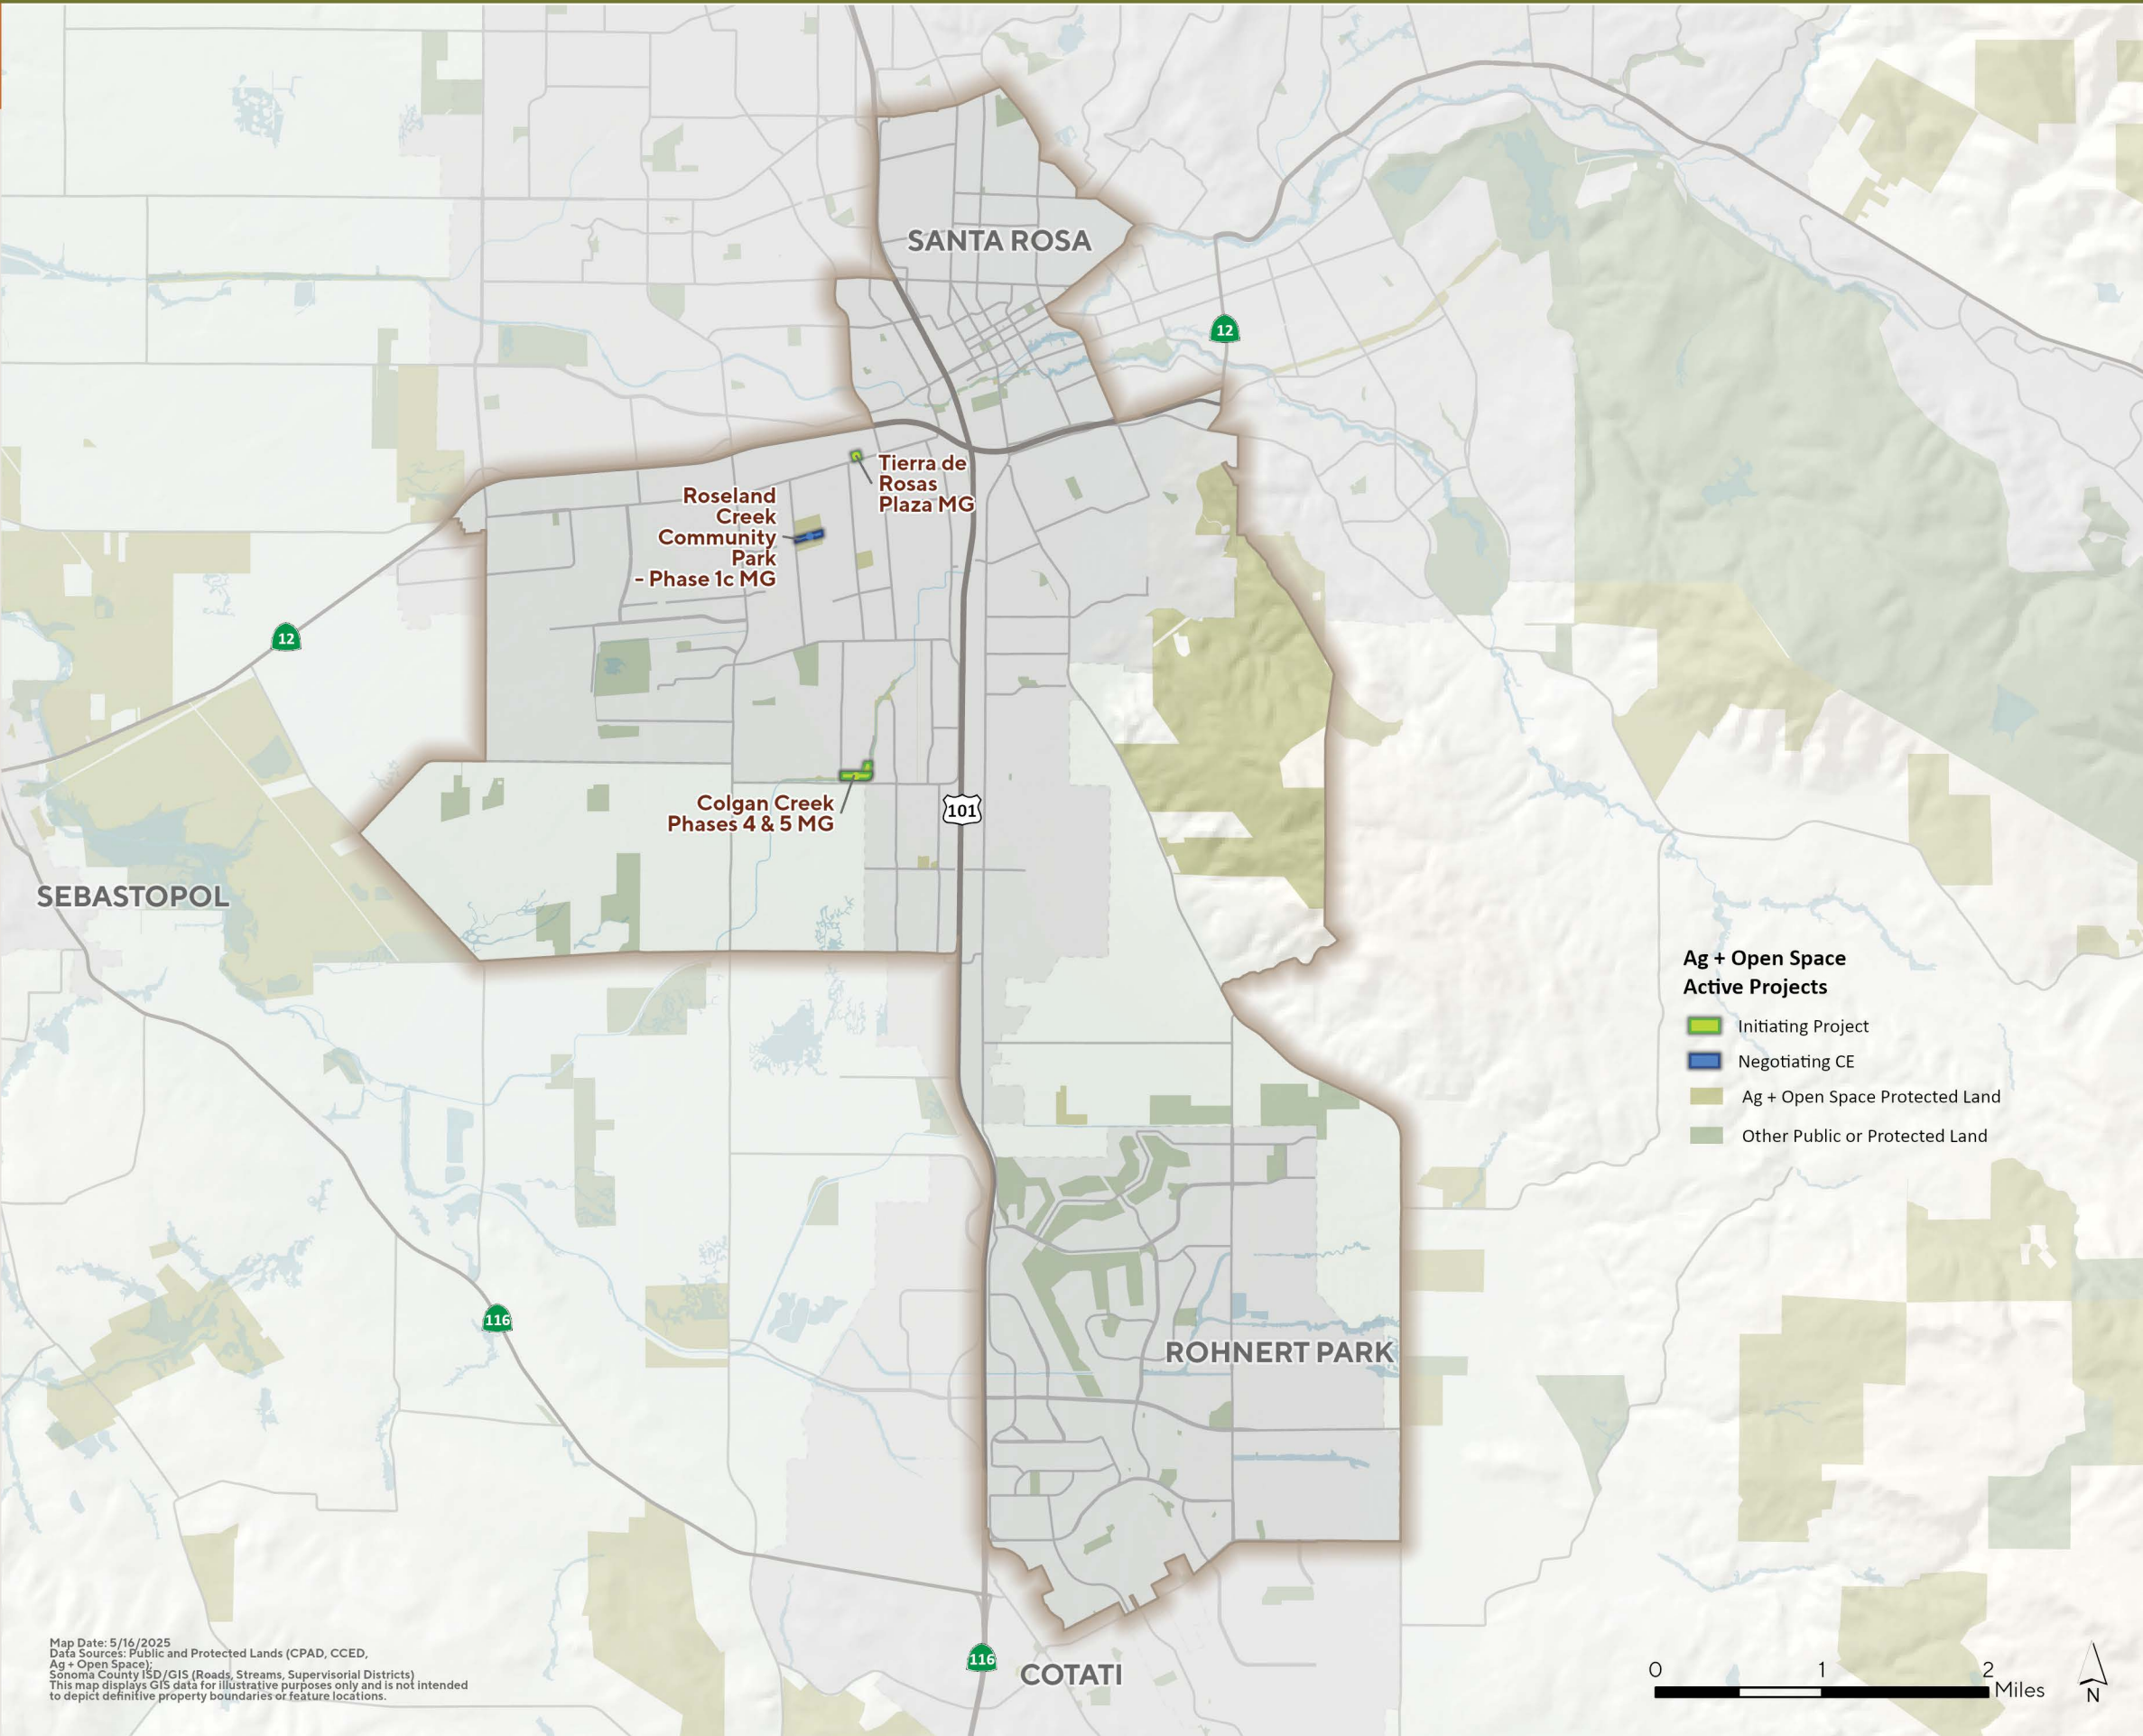 SANTA ROSA
12
Tierra de
Rosas
Plaza MG
Roseland
Creek
Community
Park
- Phase 1c MG
12
Colgan Creek
Phases 4 & 5 MG
101
SEBASTOPOL
Ag + Open Space
Active Projects
Initiating Project
Negotiating CE
Ag + Open Space Protected Land
Other Public or Protected Land
116
ROHNERT PARK
116
COTATI
Map Date: 5/16/2025
Data Sources: Public and Protected Lands (CPAD, CCED,
Ag + Open Space);
Sonoma County ISD/GIS (Roads, Streams, Supervisorial Districts)
This map displays GIS data for illustrative purposes only and is not intended
to depict definitive property boundaries or feature locations.
0 1 2
Miles
N